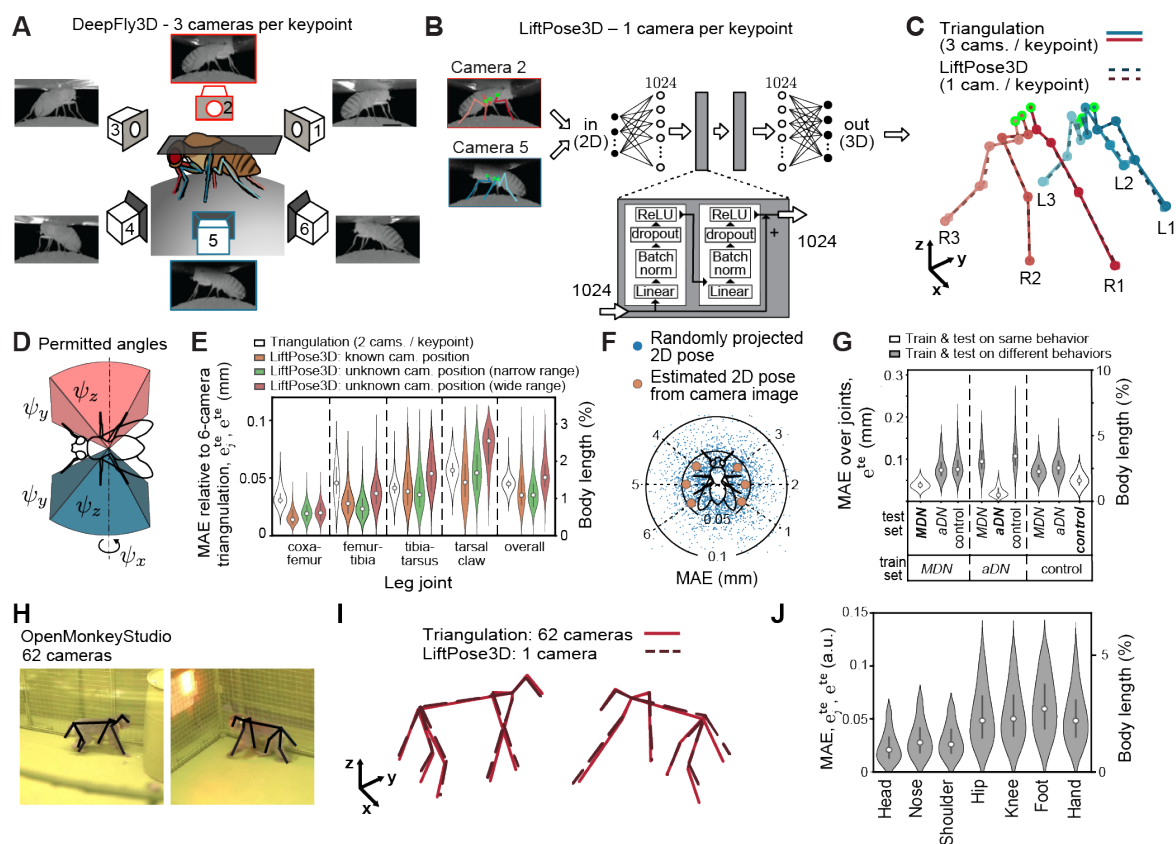 A
DeepFly3D - 3 cameras per keypoint
2
3
1
4
5
6
B
LiftPose3D – 1 camera per keypoint
Camera 2
Camera 5
in
(2D)
1024
1024
out
(3D)
ReLU
dropout
Batch
norm
Linear
ReLU
dropout
Batch
norm
Linear
+
1024
1024
C
Triangulation
(3 cams. / keypoint)
LiftPose3D
(1 cam. / keypoint)
L3
L2
L1
R3
R2
R1
z
y
x
D
Permitted angles
ψz
ψy
ψy
ψz
ψx
E
Triangulation (2 cams. / keypoint)
LiftPose3D: known cam. position
LiftPose3D: unknown cam. position (narrow range)
LiftPose3D: unknown cam. position (wide range)
MAE relative to 6-camera
triangnulation, e_j^te, e^te (mm)
0.1
0.05
0
3
2
1
0
Body length (%)
coxa-
femur
femur-
tibia
tibia-
tarsus
tarsal
claw
overall
Leg joint
F
Randomly projected
2D pose
Estimated 2D pose
from camera image
4
3
5
2
6
1
0.05
0.1
MAE (mm)
G
Train & test on same behavior
Train & test on different behaviors
MAE over joints,
e^te (mm)
0.3
0.2
0.1
0
10
5
0
Body length (%)
test
set
MDN
aDN
control
MDN
aDN
control
MDN
aDN
control
train
set
MDN
aDN
control
H
OpenMonkeyStudio
62 cameras
I
Triangulation: 62 cameras
LiftPose3D: 1 camera
z
y
x
J
MAE, e_j^te, e^te (a.u.)
0.15
0.1
0.05
0
5
0
Body length (%)
Head
Nose
Shoulder
Hip
Knee
Foot
Hand